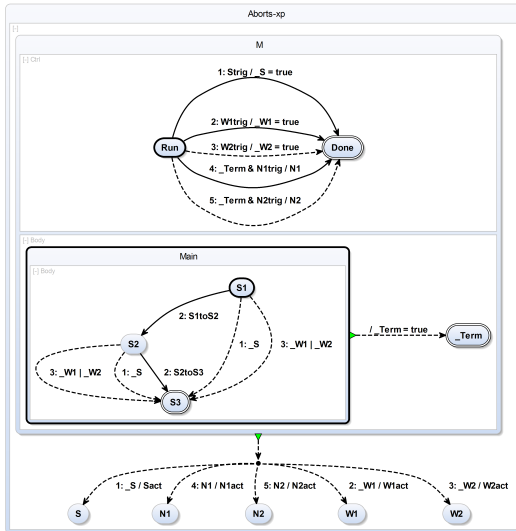 Aborts-xp
[-]
M
[-] Ctrl
1: Strig / _S = true
2: W1trig / _W1 = true
Run
3: W2trig / _W2 = true
Done
4: _Term & N1trig / N1
5: _Term & N2trig / N2
[-] Body
Main
[-] Body
S1
/ _Term = true
_Term
2: S1toS2
S2
1: _S
3: _W1 | _W2
3: _W1 | _W2
1: _S
2: S2toS3
S3
1: _S / Sact
4: N1 / N1act
5: N2 / N2act
2: _W1 / W1act
3: _W2 / W2act
S
N1
N2
W1
W2